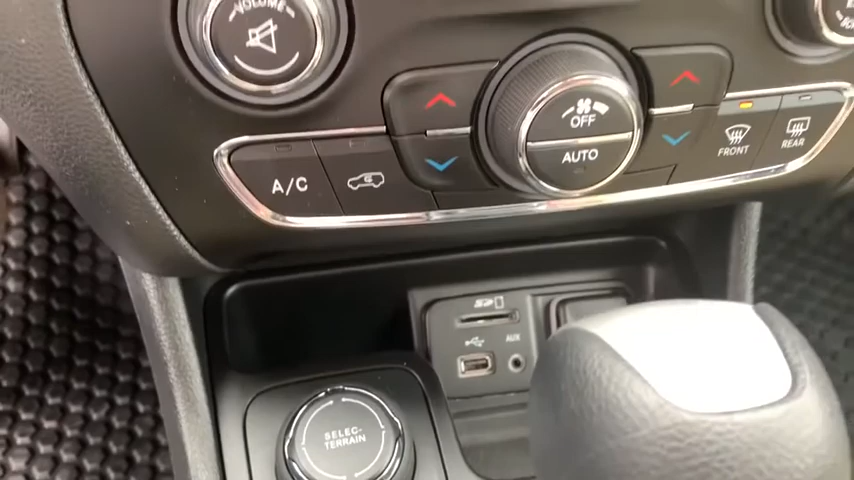 VOLUME
OFF
AUTO
A/C
FRONT
REAR
SD
AUX
SELEC-
TERRAIN